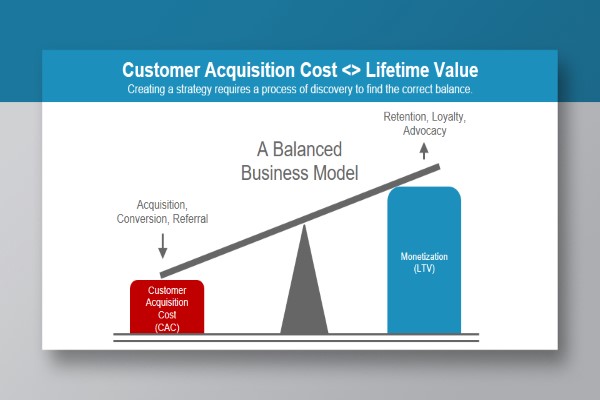 Customer Acquisition Cost <> Lifetime Value
Creating a strategy requires a process of discovery to find the correct balance.
Retention, Loyalty,
Advocacy
A Balanced
Business Model
Acquisition,
Conversion, Referral
Monetization
(LTV)
Customer
Acquisition
Cost
(CAC)